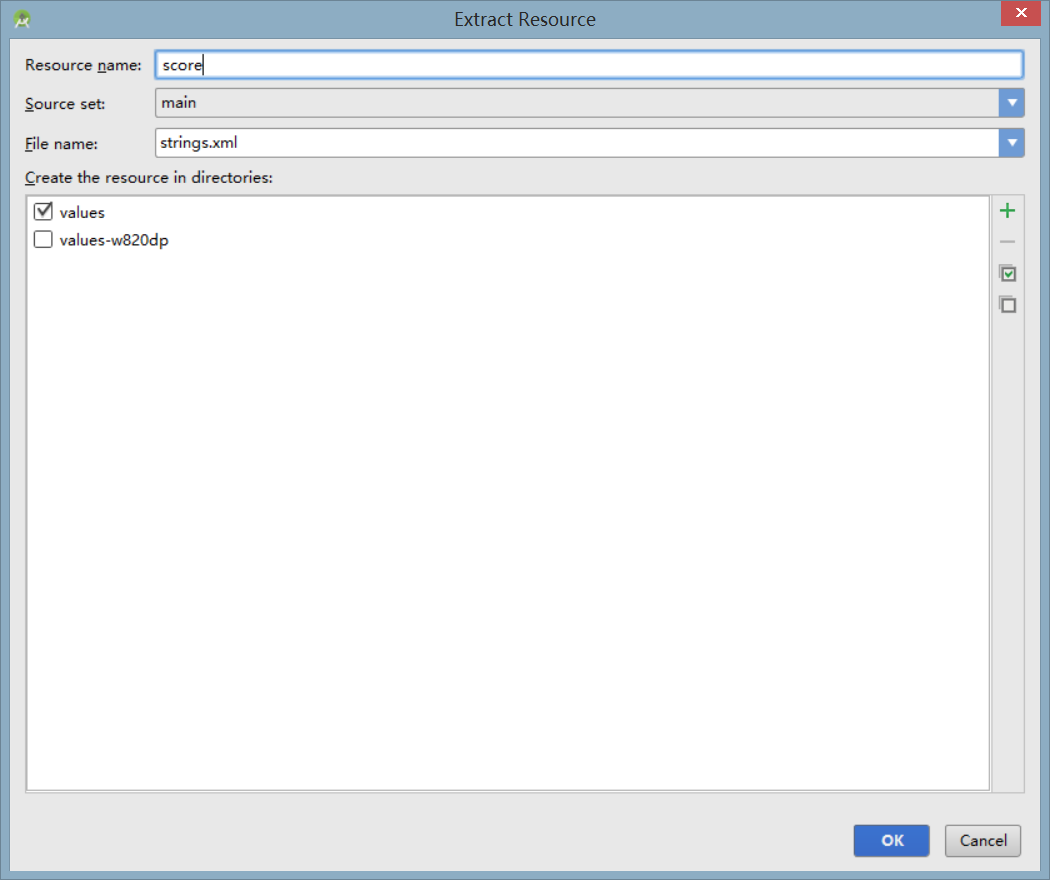 Extract Resource
Resource name: score
Source set: main
File name: strings.xml
Create the resource in directories:
values
values-w820dp
OK Cancel